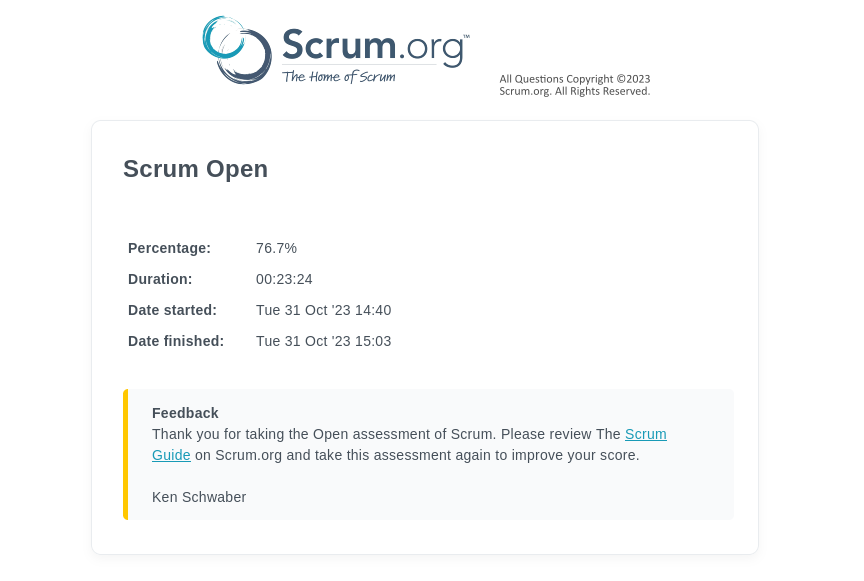 Scrum.org™
The Home of Scrum
All Questions Copyright ©2023
Scrum.org. All Rights Reserved.
Scrum Open
Percentage: 76.7%
Duration: 00:23:24
Date started: Tue 31 Oct '23 14:40
Date finished: Tue 31 Oct '23 15:03
Feedback
Thank you for taking the Open assessment of Scrum. Please review The Scrum
Guide on Scrum.org and take this assessment again to improve your score.
Ken Schwaber